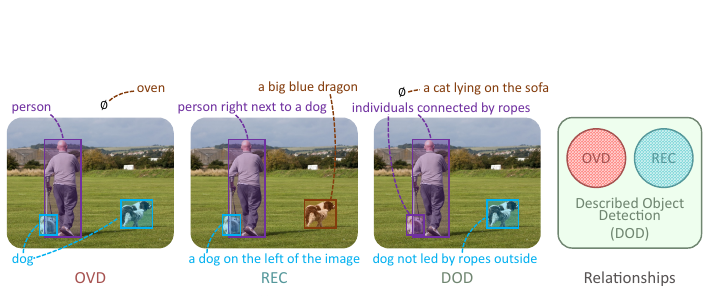 oven
person
Ø
dog
OVD
a big blue dragon
person right next to a dog
a dog on the left of the image
REC
Ø
a cat lying on the sofa
individuals connected by ropes
dog not led by ropes outside
DOD
OVD
REC
Described Object
Detection
(DOD)
Relationships